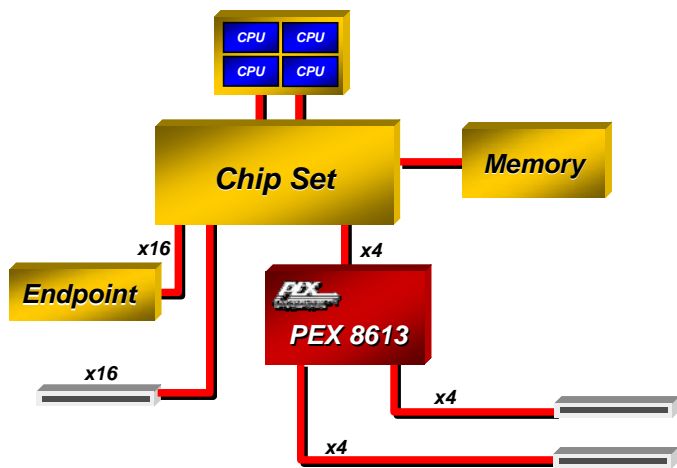 CPU CPU
CPU CPU
Chip Set
Memory
x16
x4
Endpoint
PEX
PEX 8613
x16
x4
x4